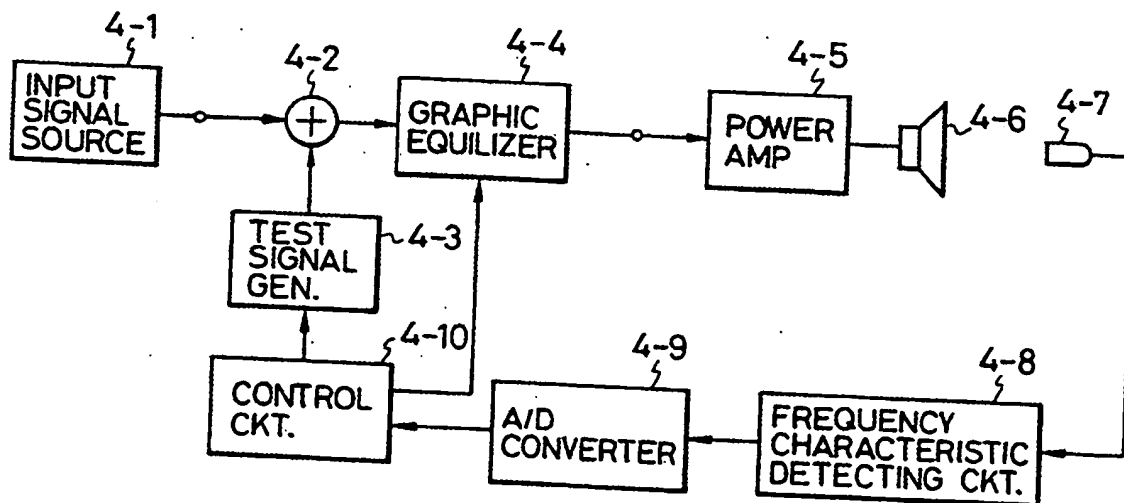 4-1
INPUT
SIGNAL
SOURCE
4-2
4-4
GRAPHIC
EQUILIZER
4-5
POWER
AMP
4-6
4-7
TEST
SIGNAL
GEN.
4-3
4-10
CONTROL
CKT.
4-9
A/D
CONVERTER
4-8
FREQUENCY
CHARACTERISTIC
DETECTING CKT.